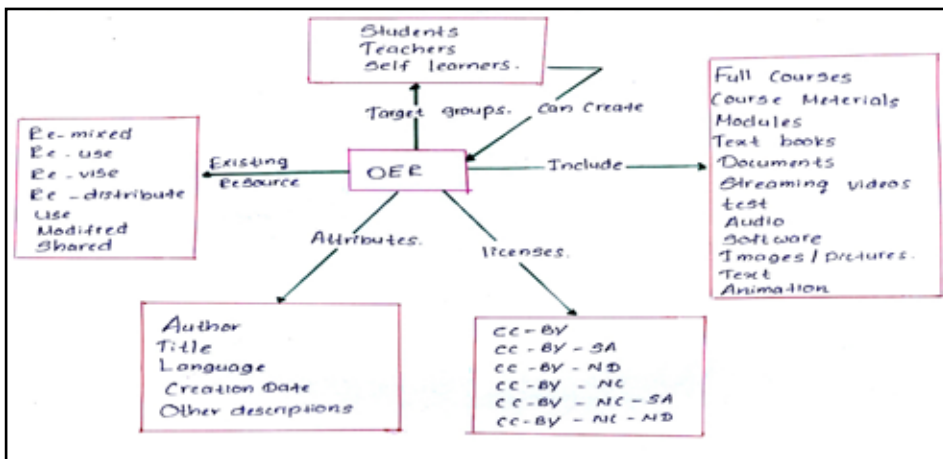 Students
Teachers
Self learners.
Target groups.
Can Create
Full Courses
Course Meterials
Modules
Text books
Documents
Streaming videos
test
Audio
Software
Images / pictures.
Text
Animation
Re-mixed
Re - use
Re - vise
Re - distribute
Use
Modified
Shared
Existing
Resource
OER
Include
Attributes.
licenses.
Author
Title
Language
Creation Date
Other descriptions
CC - BY
CC - BY - SA
CC - BY - ND
CC - BY - NC
CC - BY - NC - SA
CC - BY - NC - ND